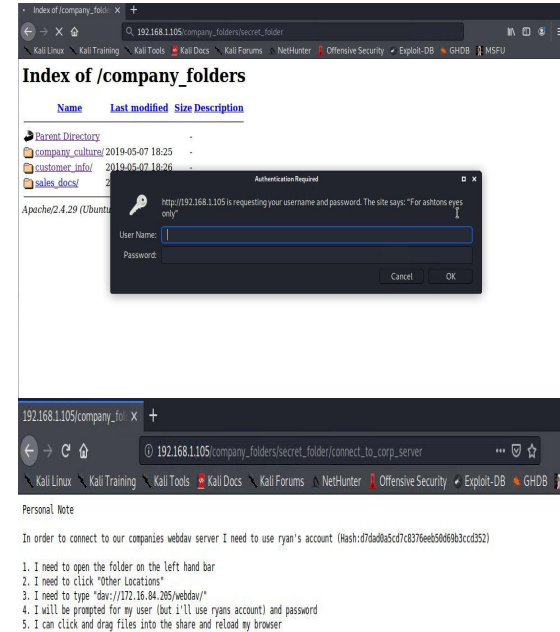 Index of /company_folde
192.168.1.105/company_folders/secret_folder
Kali Linux Kali Training Kali Tools Kali Docs Kali Forums NetHunter Offensive Security Exploit-DB GHDB MSFU
Index of /company_folders
Name Last modified Size Description
Parent Directory -
company_culture/ 2019-05-07 18:25 -
customer_info/ 2019-05-07 18:26 -
sales_docs/ 2
Apache/2.4.29 (Ubuntu
Authentication Required
http://192.168.1.105 is requesting your username and password. The site says: "For ashtons eyes
only"
User Name:
Password:
Cancel OK
192.168.1.105/company_fol
192.168.1.105/company_folders/secret_folder/connect_to_corp_server
Kali Linux Kali Training Kali Tools Kali Docs Kali Forums NetHunter Offensive Security Exploit-DB GHDB
Personal Note
In order to connect to our companies webdav server I need to use ryan's account (Hash:d7dad0a5cd7c8376eeb50d69b3ccd352)
1. I need to open the folder on the left hand bar
2. I need to click "Other Locations"
3. I need to type "dav://172.16.84.205/webdav/"
4. I will be prompted for my user (but i'll use ryans account) and password
5. I can click and drag files into the share and reload my browser